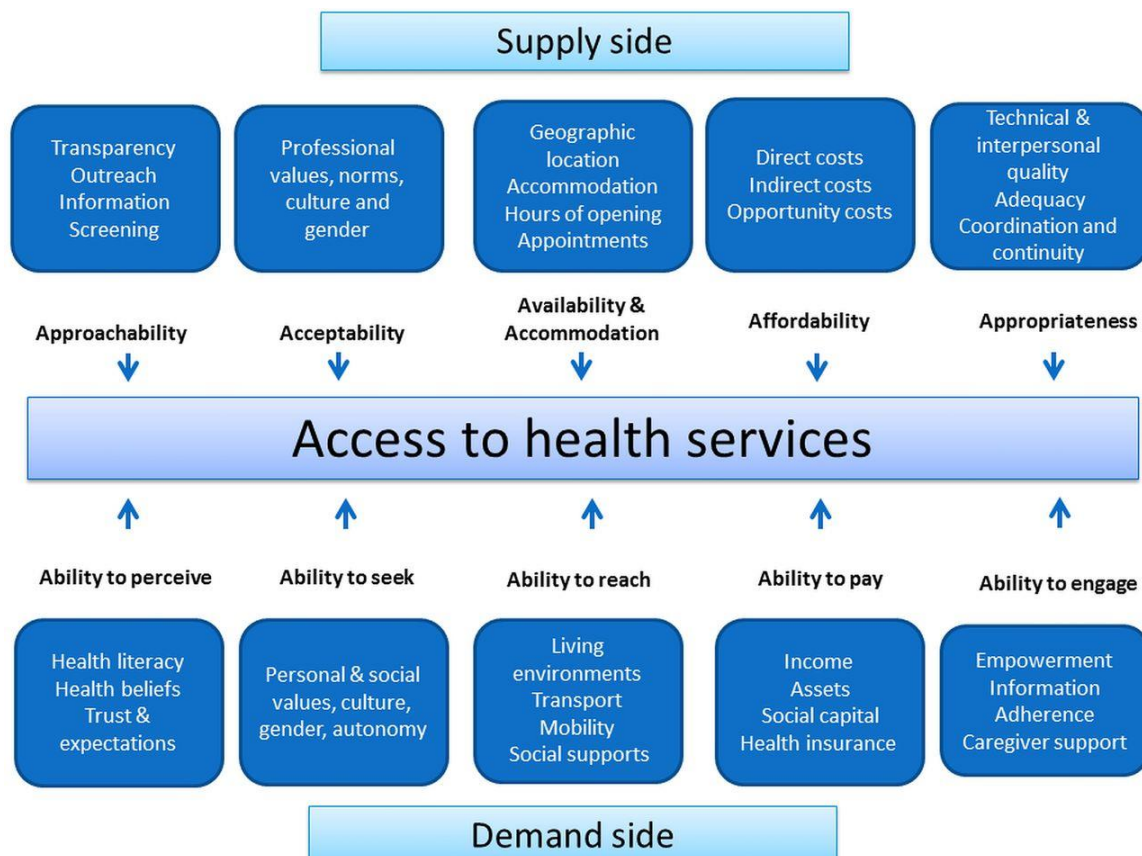 Supply side
Transparency
Outreach
Information
Screening
Professional
values, norms,
culture and
gender
Geographic
location
Accommodation
Hours of opening
Appointments
Direct costs
Indirect costs
Opportunity costs
Technical &
interpersonal
quality
Adequacy
Coordination and
continuity
Approachability
Acceptability
Availability &
Accommodation
Affordability
Appropriateness
Access to health services
Ability to perceive
Ability to seek
Ability to reach
Ability to pay
Ability to engage
Health literacy
Health beliefs
Trust &
expectations
Personal & social
values, culture,
gender, autonomy
Living
environments
Transport
Mobility
Social supports
Income
Assets
Social capital
Health insurance
Empowerment
Information
Adherence
Caregiver support
Demand side